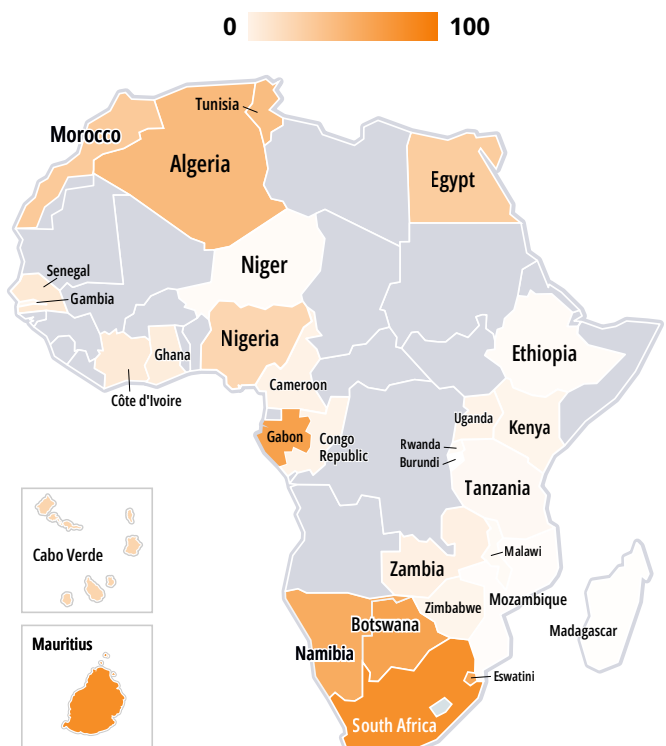 0 100
Tunisia
Morocco
Algeria
Egypt
Niger
Senegal
Gambia
Nigeria
Ghana
Ethiopia
Cameroon
Côte d'Ivoire
Uganda
Kenya
Gabon
Congo
Republic
Rwanda
Burundi
Tanzania
Cabo Verde
Malawi
Zambia
Mozambique
Zimbabwe
Botswana
Madagascar
Mauritius
Namibia
Eswatini
South Africa